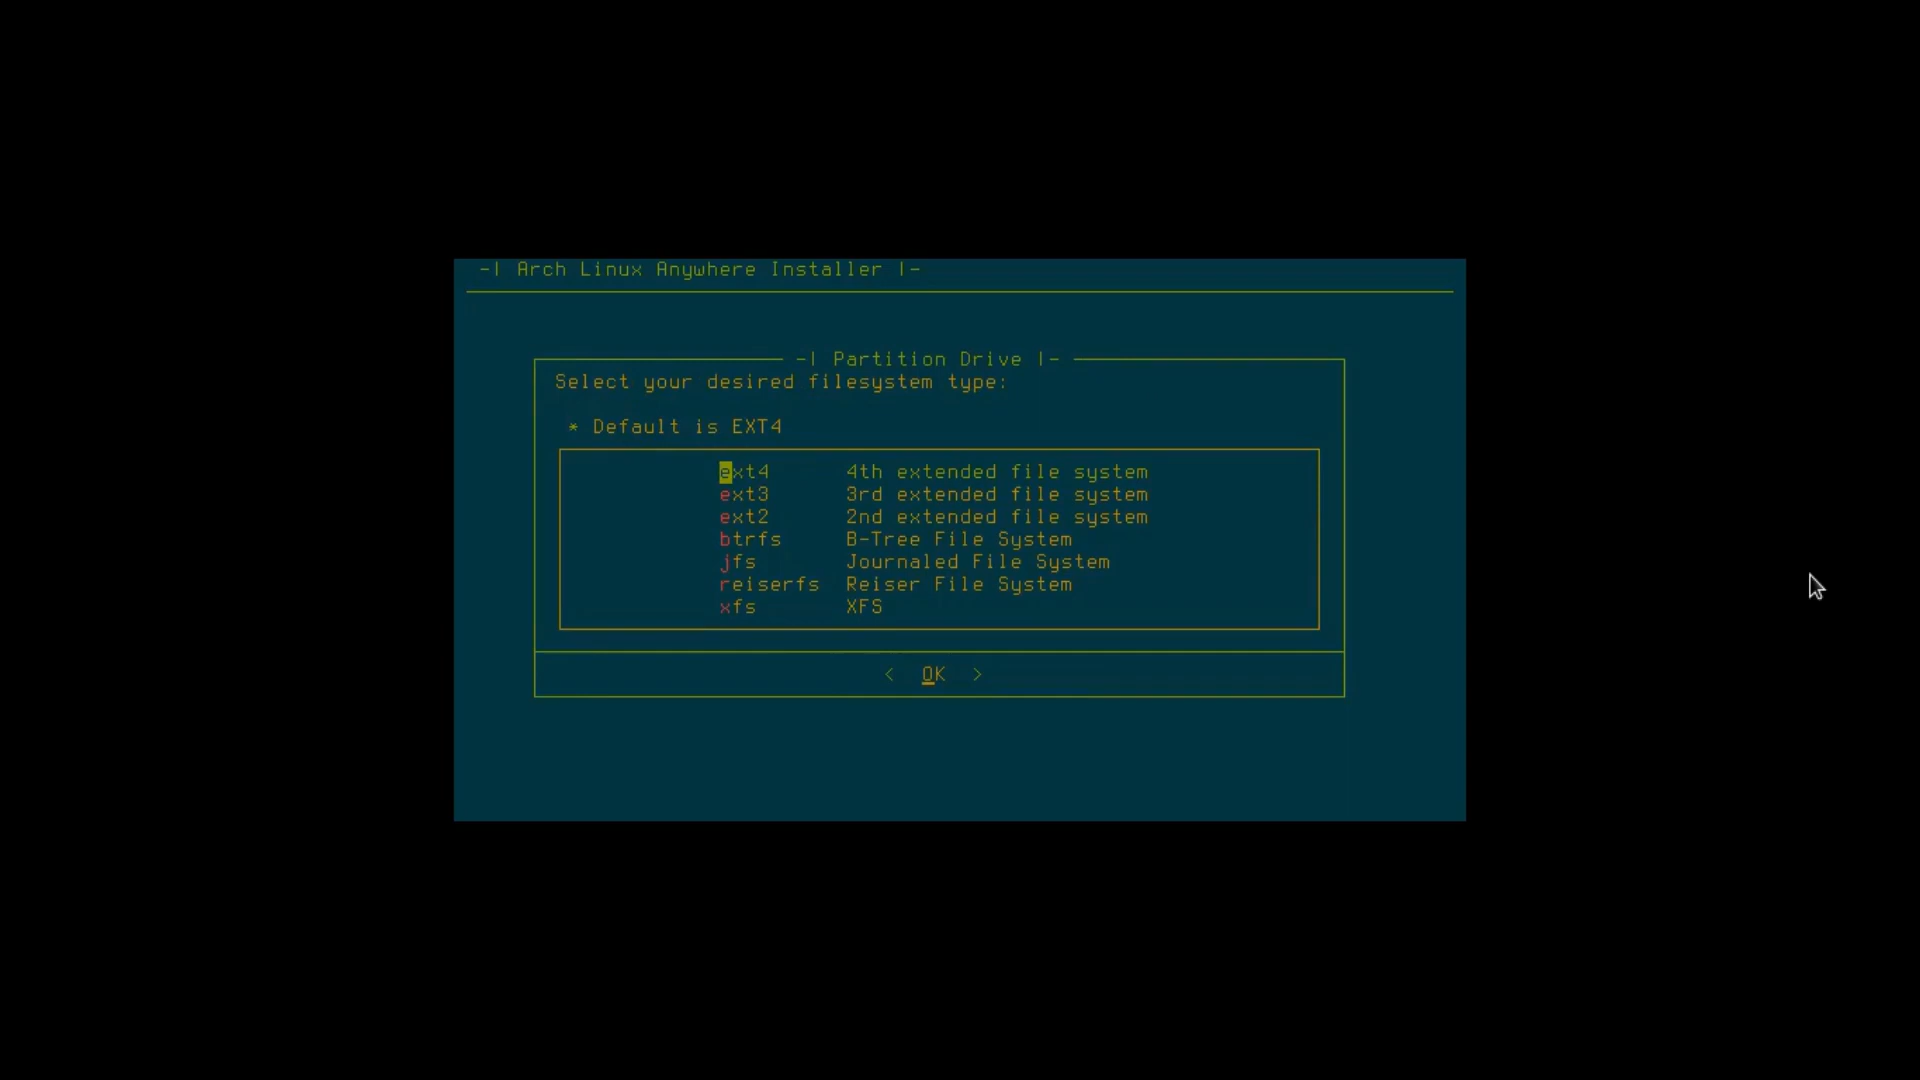 -| Arch Linux Anywhere Installer |-
-| Partition Drive |-
Select your desired filesystem type:
* Default is EXT4
ext4 4th extended file system
ext3 3rd extended file system
ext2 2nd extended file system
btrfs B-Tree File System
jfs Journaled File System
reiserfs Reiser File System
xfs XFS
< OK >